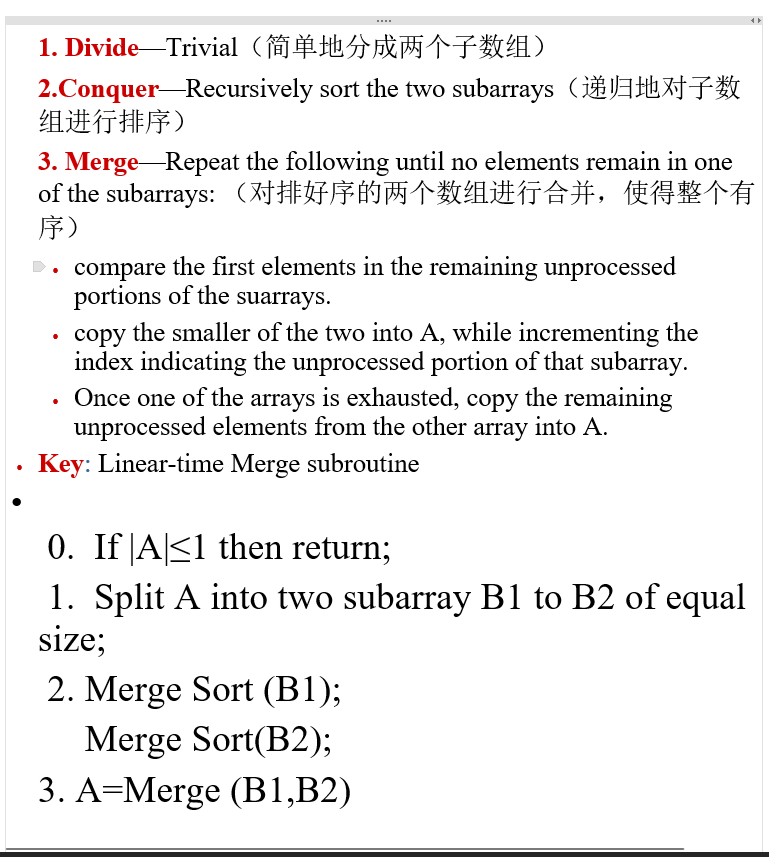 1. Divide—Trivial（简单地分成两个子数组）
2.Conquer—Recursively sort the two subarrays（递归地对子数
组进行排序）
3. Merge—Repeat the following until no elements remain in one
of the subarrays: （对排好序的两个数组进行合并，使得整个有
序）
• compare the first elements in the remaining unprocessed
portions of the suarrays.
• copy the smaller of the two into A, while incrementing the
index indicating the unprocessed portion of that subarray.
• Once one of the arrays is exhausted, copy the remaining
unprocessed elements from the other array into A.
• Key: Linear-time Merge subroutine
•
0. If |A|≤1 then return;
1. Split A into two subarray B1 to B2 of equal
size;
2. Merge Sort (B1);
Merge Sort(B2);
3. A=Merge (B1,B2)